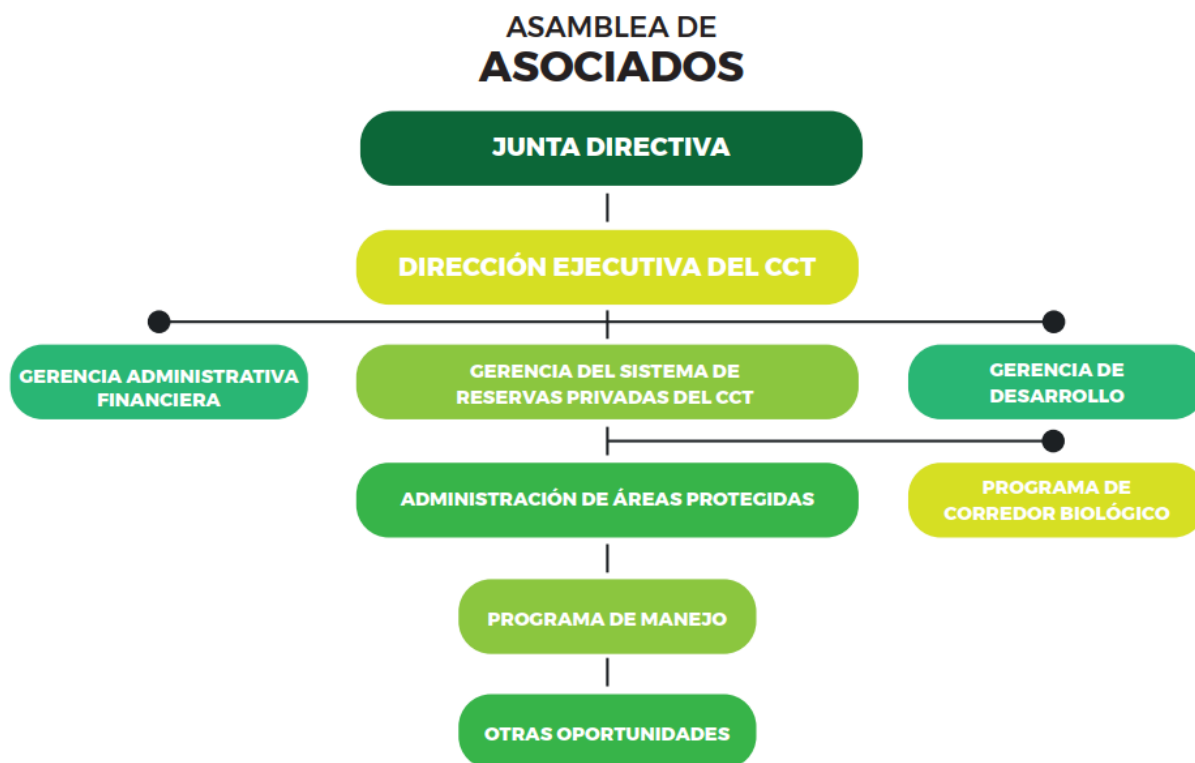 ASAMBLEA DE
ASOCIADOS
JUNTA DIRECTIVA
DIRECCIÓN EJECUTIVA DEL CCT
GERENCIA ADMINISTRATIVA
FINANCIERA
GERENCIA DEL SISTEMA DE
RESERVAS PRIVADAS DEL CCT
GERENCIA DE
DESARROLLO
ADMINISTRACIÓN DE ÁREAS PROTEGIDAS
PROGRAMA DE
CORREDOR BIOLÓGICO
PROGRAMA DE MANEJO
OTRAS OPORTUNIDADES